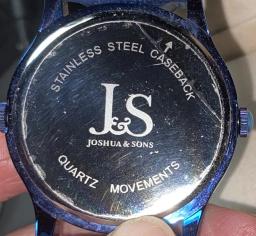 STAINLESS STEEL CASEBACK
J&S
JOSHUA & SONS
QUARTZ MOVEMENTS